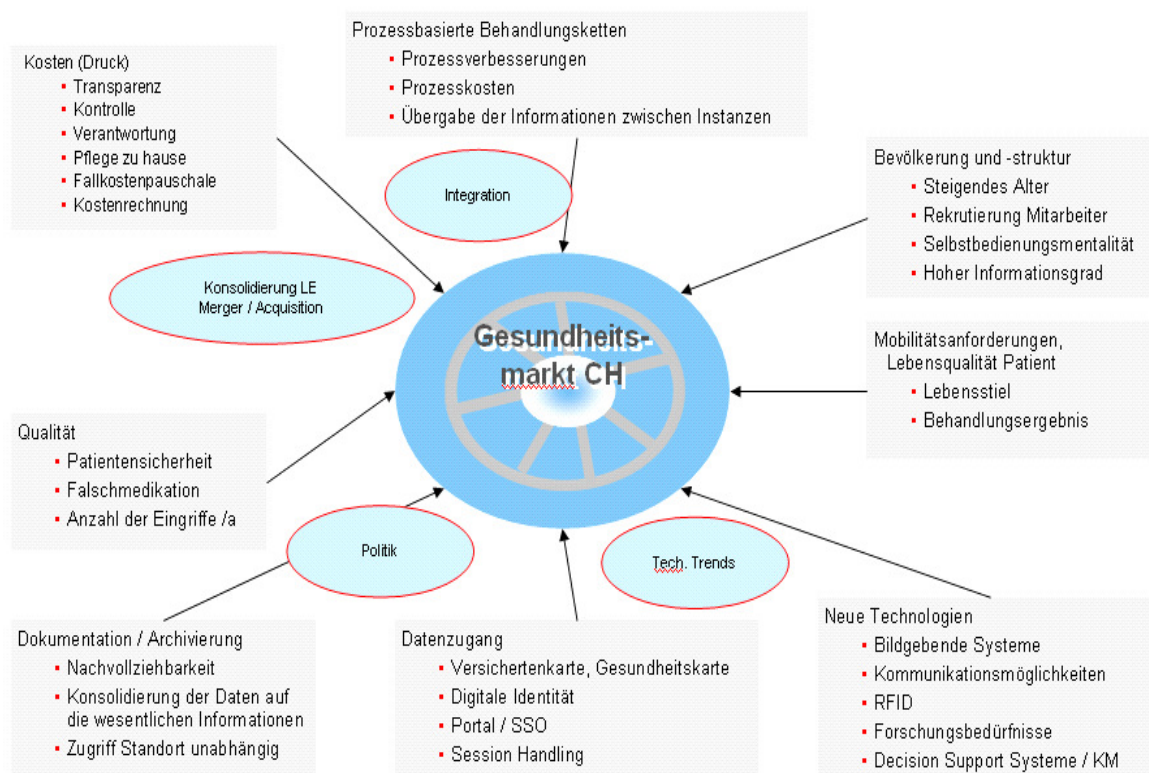 Prozessbasierte Behandlungsketten
Prozessverbesserungen
Prozesskosten
Übergabe der Informationen zwischen Instanzen
Kosten (Druck)
Transparenz
Kontrolle
Verantwortung
Pflege zu hause
Fallkostenpauschale
Kostenrechnung
Integration
Bevölkerung und -struktur
Steigendes Alter
Rekrutierung Mitarbeiter
Selbstbedienungsmentalität
Hoher Informationsgrad
Konsolidierung LE
Merger / Acquisition
Gesundheits-
markt CH
Mobilitätsanforderungen,
Lebensqualität Patient
Lebensstil
Behandlungsergebnis
Qualität
Patientensicherheit
Falschmedikation
Anzahl der Eingriffe /a
Politik
Tech. Trends
Dokumentation / Archivierung
Nachvollziehbarkeit
Konsolidierung der Daten auf
die wesentlichen Informationen
Zugriff Standort unabhängig
Datenzugang
Versichertenkarte, Gesundheitskarte
Digitale Identität
Portal / SSO
Session Handling
Neue Technologien
Bildgebende Systeme
Kommunikationsmöglichkeiten
RFID
Forschungsbedürfnisse
Decision Support Systeme / KM